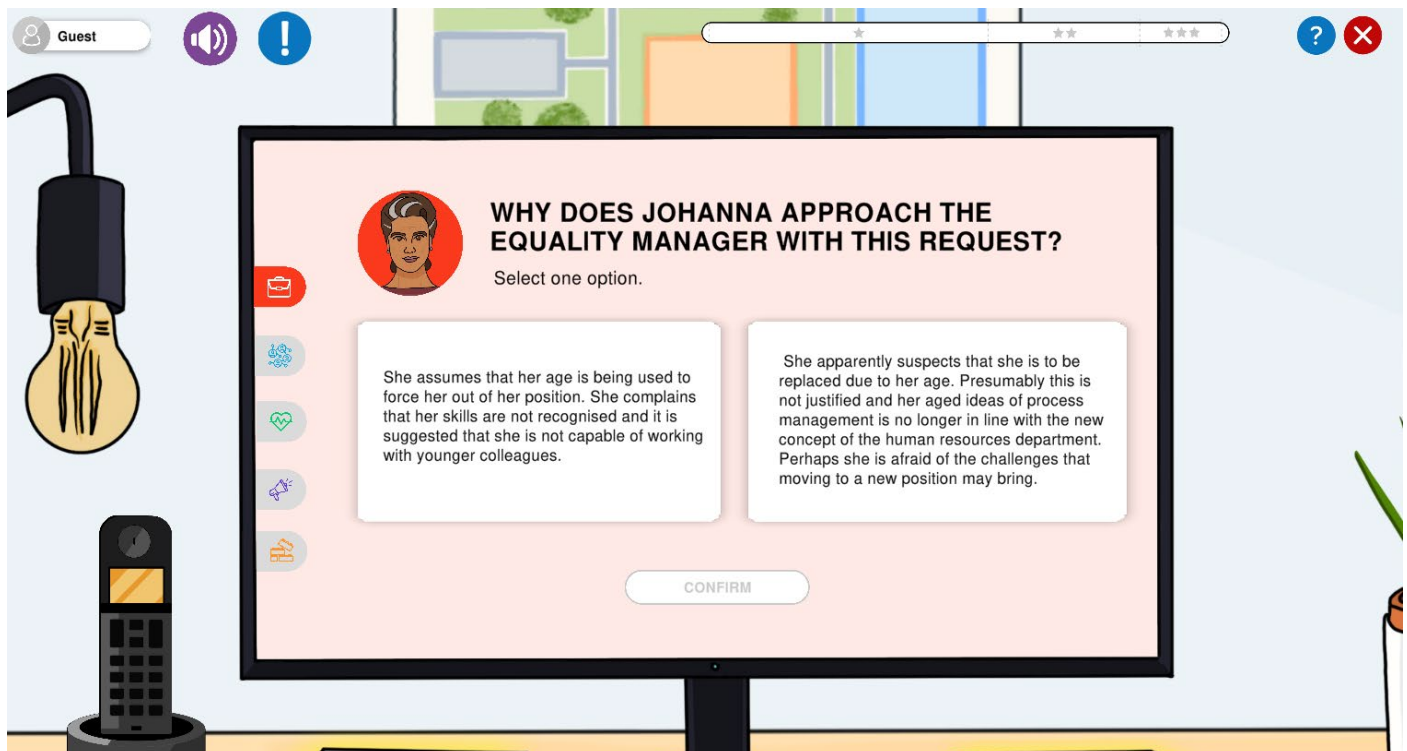 Guest
!
?
WHY DOES JOHANNA APPROACH THE
EQUALITY MANAGER WITH THIS REQUEST?
Select one option.
She assumes that her age is being used to
force her out of her position. She complains
that her skills are not recognised and it is
suggested that she is not capable of working
with younger colleagues.
She apparently suspects that she is to be
replaced due to her age. Presumably this is
not justified and her aged ideas of process
management is no longer in line with the new
concept of the human resources department.
Perhaps she is afraid of the challenges that
moving to a new position may bring.
CONFIRM